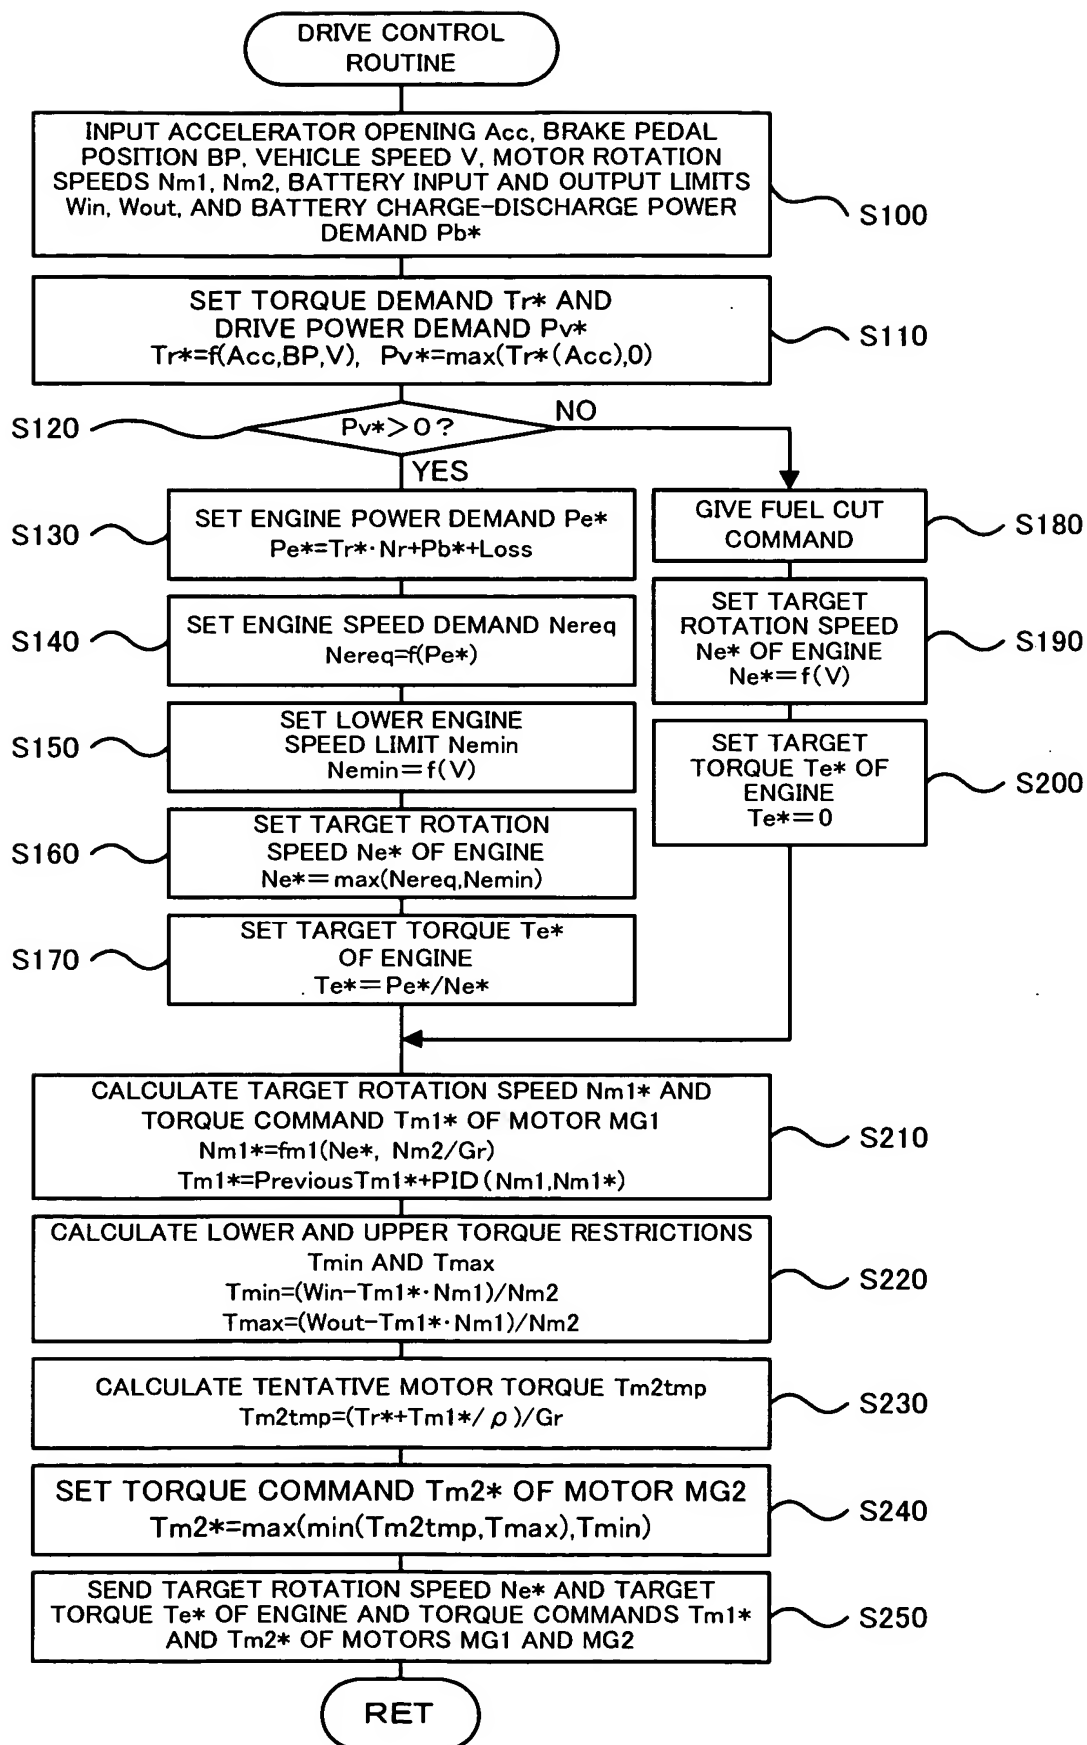 DRIVE CONTROL
ROUTINE
INPUT ACCELERATOR OPENING Acc, BRAKE PEDAL
POSITION BP, VEHICLE SPEED V, MOTOR ROTATION
SPEEDS Nm1, Nm2, BATTERY INPUT AND OUTPUT LIMITS
Win, Wout, AND BATTERY CHARGE-DISCHARGE POWER
DEMAND Pb*
S100
SET TORQUE DEMAND Tr* AND
DRIVE POWER DEMAND Pv*
Tr*=f(Acc,BP,V), Pv*=max(Tr*(Acc),0)
S110
S120
Pv*>0?
NO
YES
S130
SET ENGINE POWER DEMAND Pe*
Pe*=Tr*·Nr+Pb*+Loss
S140
SET ENGINE SPEED DEMAND Nereq
Nereq=f(Pe*)
S150
SET LOWER ENGINE
SPEED LIMIT Nemin
Nemin=f(V)
S160
SET TARGET ROTATION
SPEED Ne* OF ENGINE
Ne*=max(Nereq,Nemin)
S170
SET TARGET TORQUE Te*
OF ENGINE
Te*=Pe*/Ne*
GIVE FUEL CUT
COMMAND
S180
SET TARGET
ROTATION SPEED
Ne* OF ENGINE
Ne*=f(V)
S190
SET TARGET
TORQUE Te* OF
ENGINE
Te*=0
S200
CALCULATE TARGET ROTATION SPEED Nm1* AND
TORQUE COMMAND Tm1* OF MOTOR MG1
Nm1*=fm1(Ne*, Nm2/Gr)
Tm1*=PreviousTm1*+PID(Nm1,Nm1*)
S210
CALCULATE LOWER AND UPPER TORQUE RESTRICTIONS
Tmin AND Tmax
Tmin=(Win-Tm1*·Nm1)/Nm2
Tmax=(Wout-Tm1*·Nm1)/Nm2
S220
CALCULATE TENTATIVE MOTOR TORQUE Tm2tmp
Tm2tmp=(Tr*+Tm1*/ρ)/Gr
S230
SET TORQUE COMMAND Tm2* OF MOTOR MG2
Tm2*=max(min(Tm2tmp,Tmax),Tmin)
S240
SEND TARGET ROTATION SPEED Ne* AND TARGET
TORQUE Te* OF ENGINE AND TORQUE COMMANDS Tm1*
AND Tm2* OF MOTORS MG1 AND MG2
S250
RET